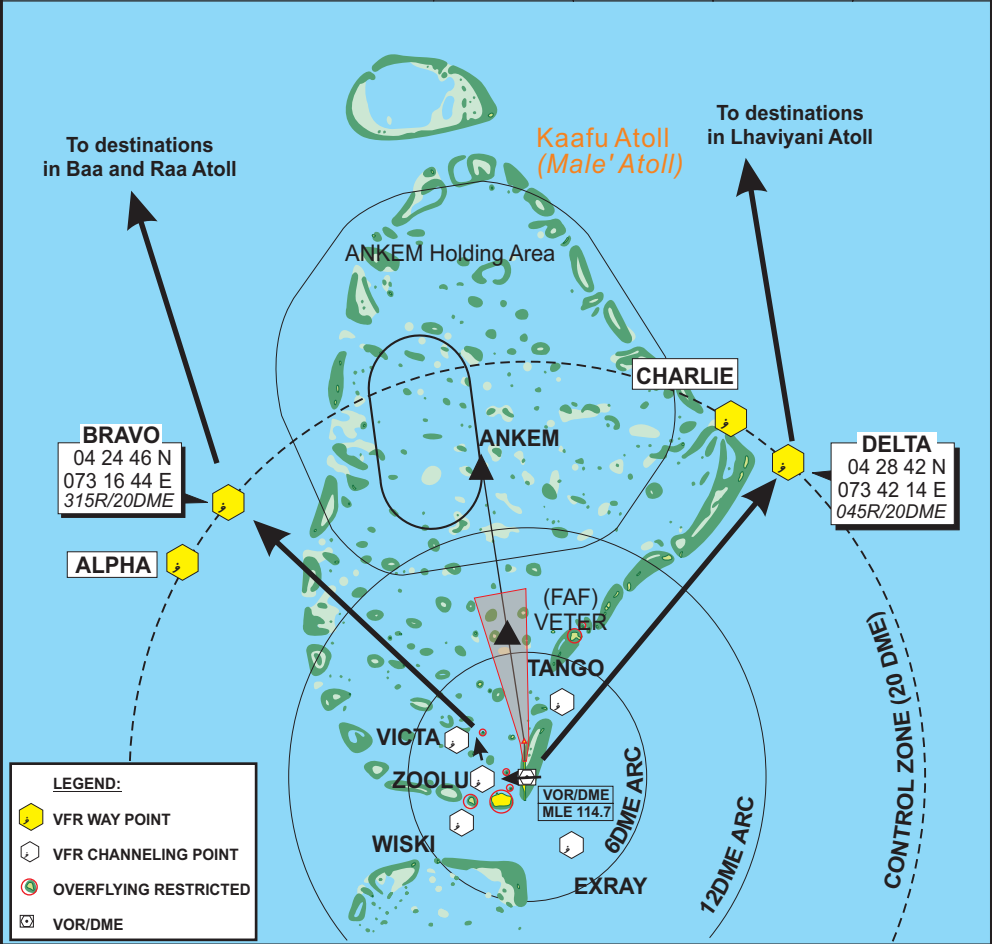 To destinations
in Baa and Raa Atoll
Kaafu Atoll
(Male' Atoll)
To destinations
in Lhaviyani Atoll
ANKEM Holding Area
CHARLIE
BRAVO
04 24 46 N
073 16 44 E
315R/20DME
ANKEM
DELTA
04 28 42 N
073 42 14 E
045R/20DME
ALPHA
(FAF)
VETER
TANGO
VICTA
ZOOLU
VOR/DME
MLE 114.7
WISKI
EXRAY
6DME ARC
12DME ARC
CONTROL ZONE (20 DME)
LEGEND:
VFR WAY POINT
VFR CHANNELING POINT
OVERFLYING RESTRICTED
VOR/DME